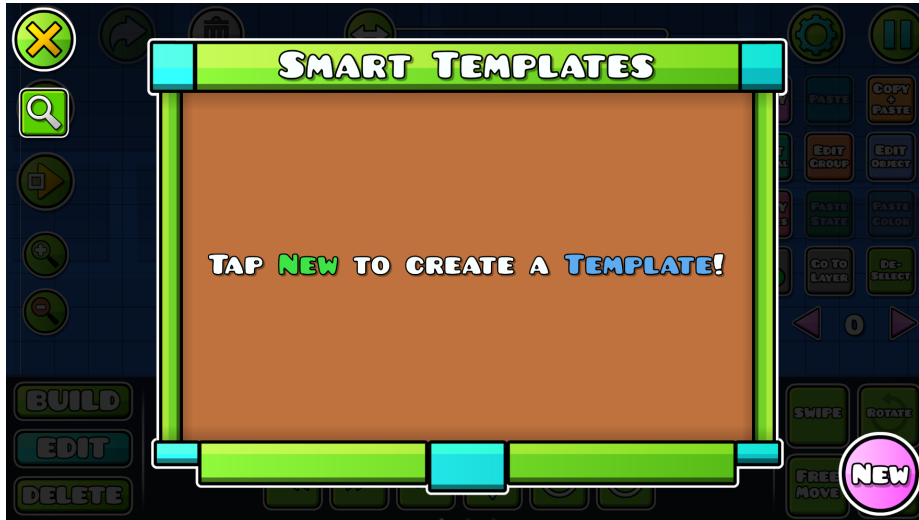 SMART TEMPLATES
COPY
+
PASTE
PASTE
EDIT
GROUP
EDIT
OBJECT
PASTE
STATE
PASTE
COLOR
TAP NEW TO CREATE A TEMPLATE!
GO TO
LAYER
DE-
SELECT
0
BUILD
SWIPE
ROTATE
EDIT
FREE
MOVE
NEW
DELETE